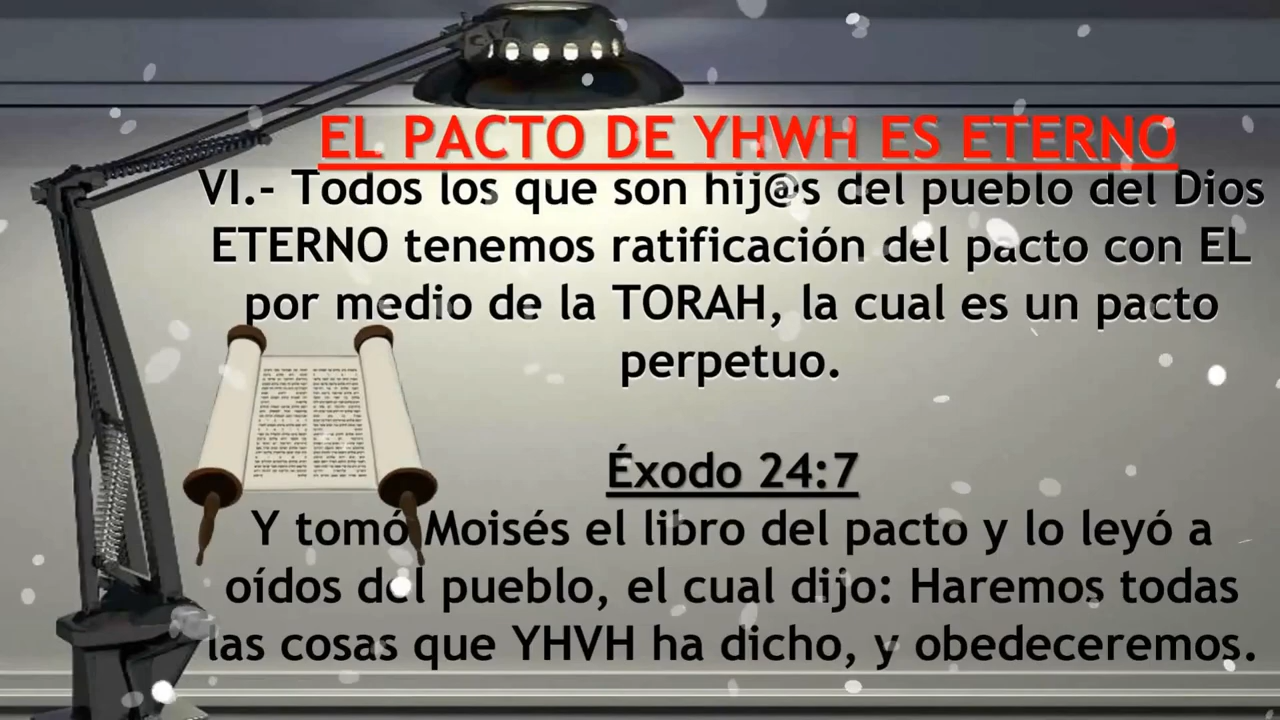 EL PACTO DE YHWH ES ETERNO
VI.- Todos los que son hij@s del pueblo del Dios
ETERNO tenemos ratificación del pacto con EL
por medio de la TORAH, la cual es un pacto
perpetuo.
Éxodo 24:7
Y tomó Moisés el libro del pacto y lo leyó a
oídos del pueblo, el cual dijo: Haremos todas
las cosas que YHVH ha dicho, y obedeceremos.